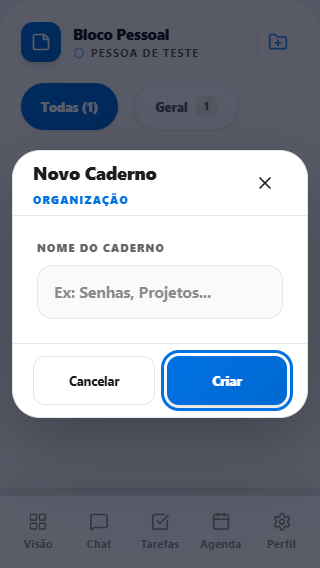 Bloco Pessoal
PESSOA DE TESTE
Todas (1)
Geral 1
Novo Caderno
ORGANIZAÇÃO
NOME DO CADERNO
Ex: Senhas, Projetos...
Cancelar
Criar
Visão Chat Tarefas Agenda Perfil